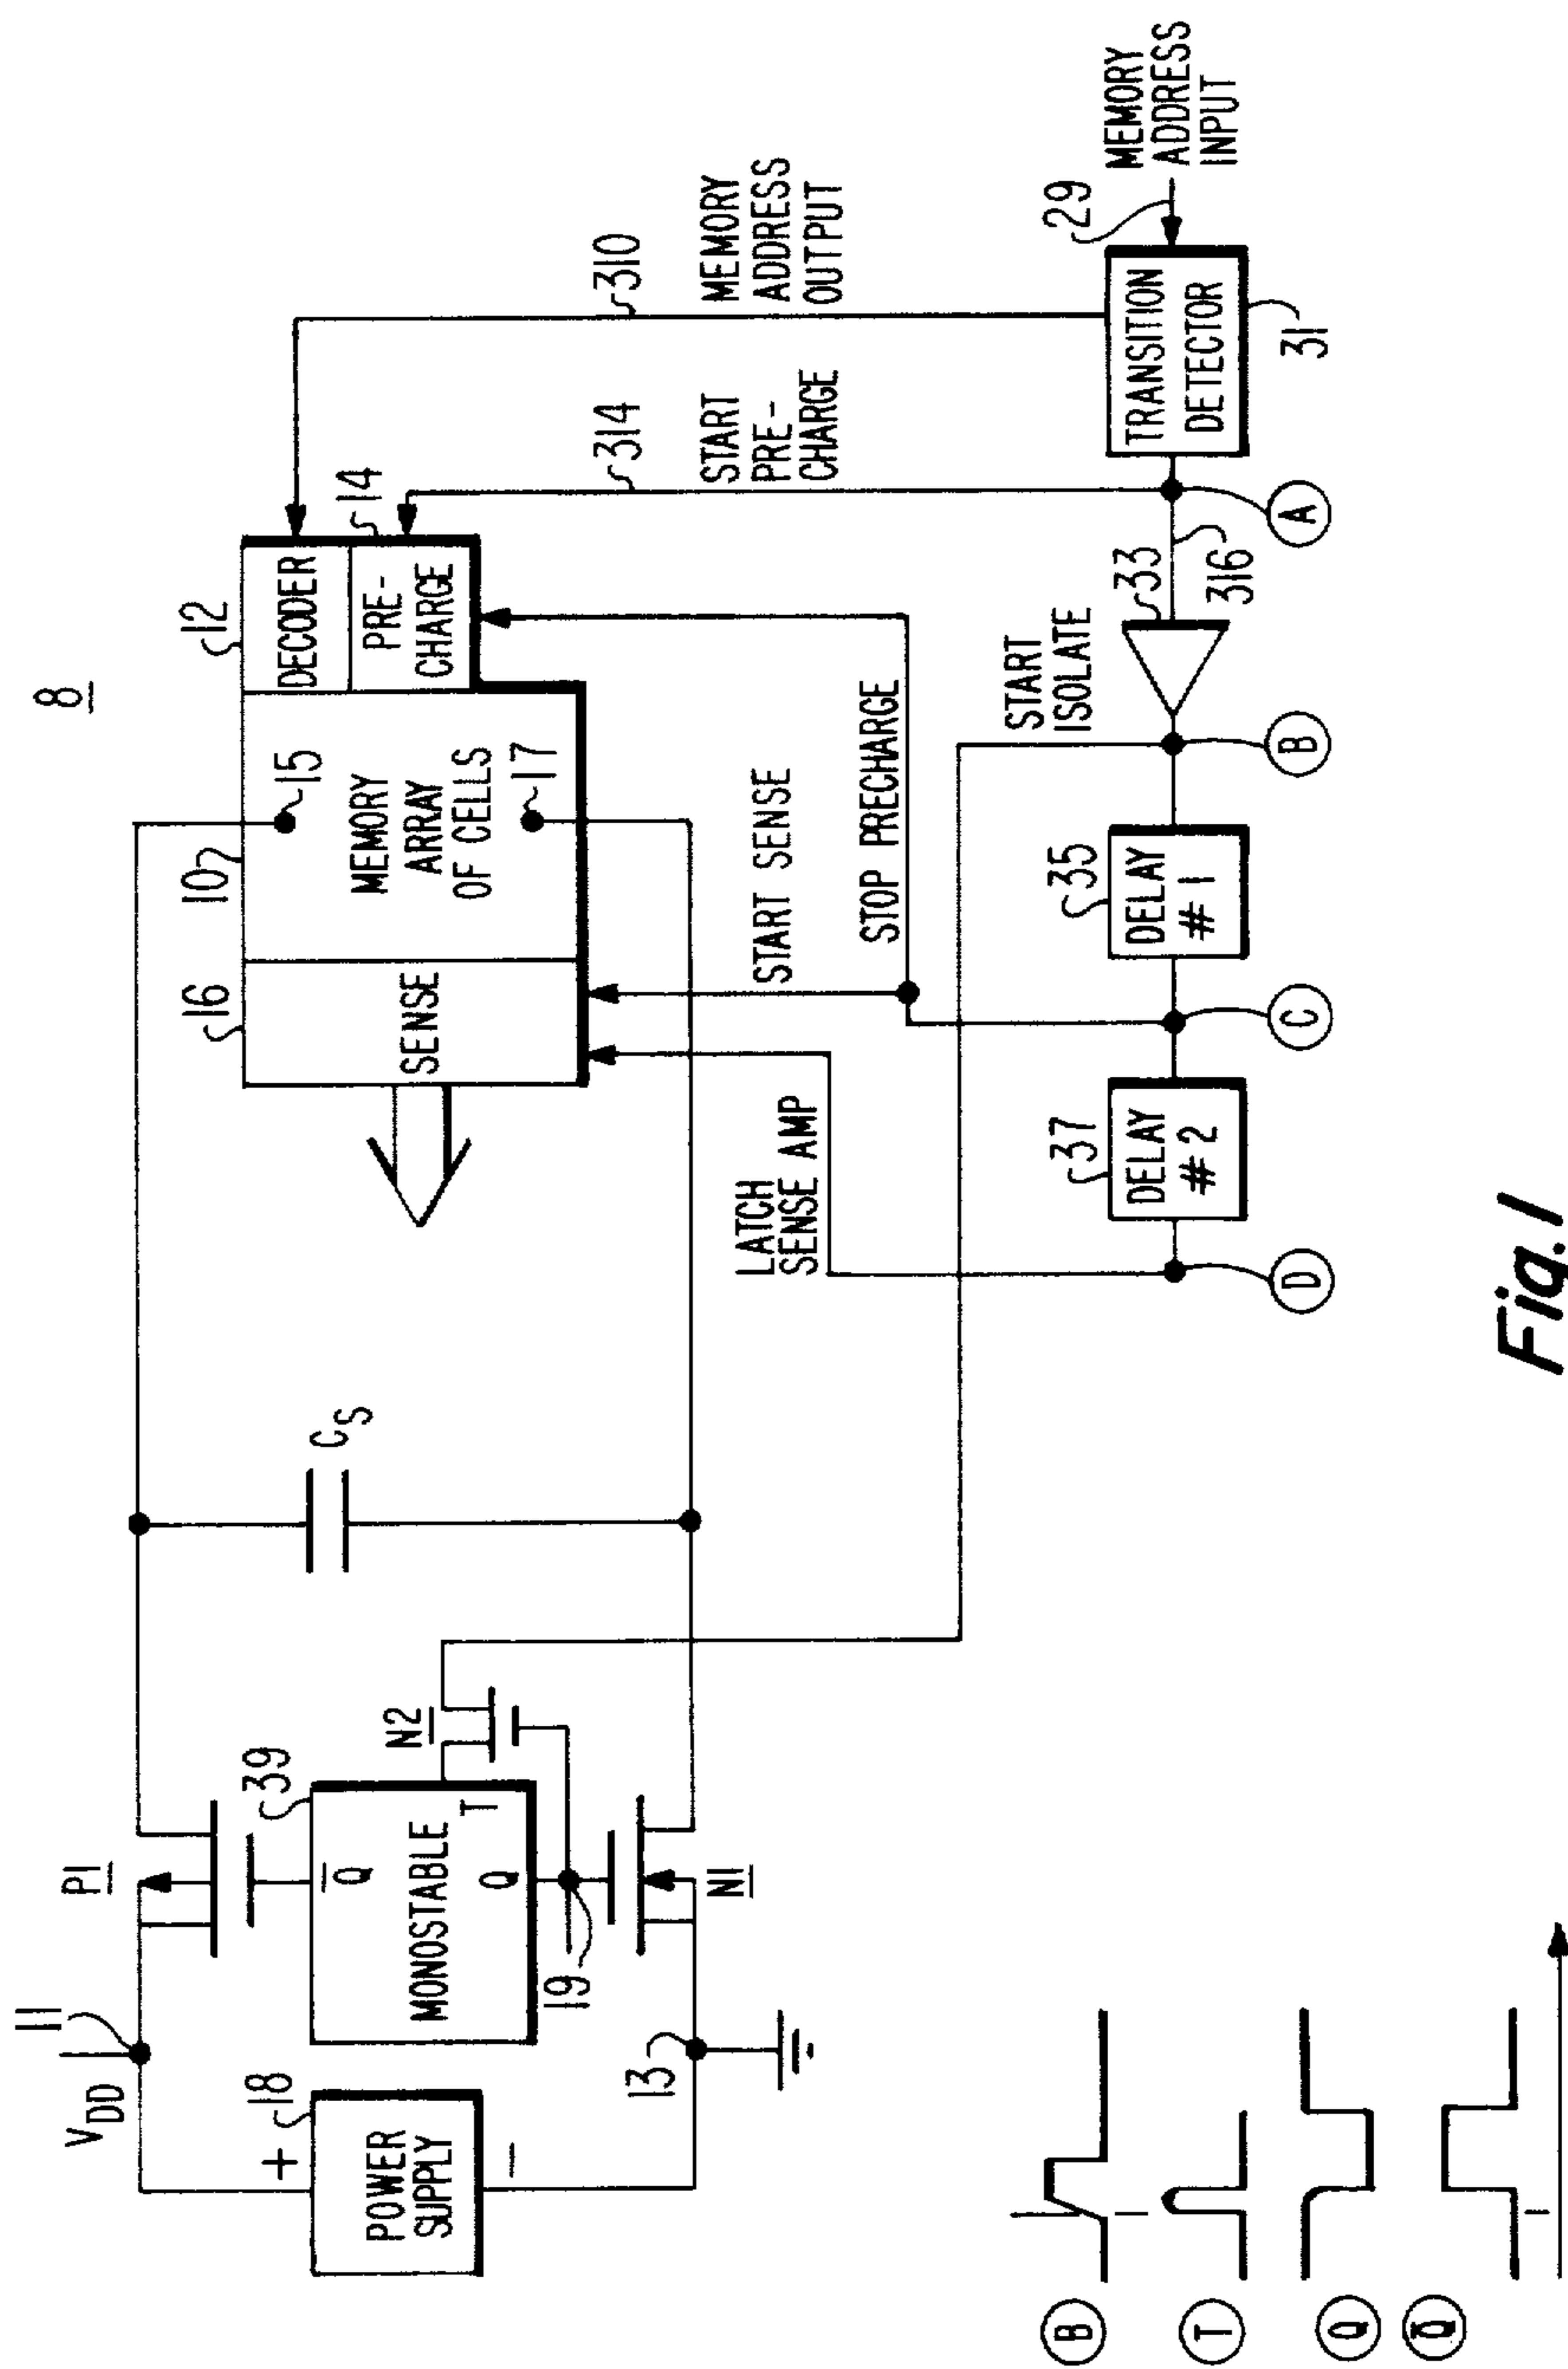 8
11
VDD
P1
CS
12
DECODER
14
PRE-
CHARGE
10
15
MEMORY
ARRAY
OF CELLS
17
16
SENSE
18
+
POWER
SUPPLY
−
39
Q̅
MONOSTABLE
T
Q
N2
19
N1
13
310
MEMORY
ADDRESS
OUTPUT
314
START
PRE-
CHARGE
START SENSE
STOP PRECHARGE
LATCH
SENSE AMP
START
ISOLATE
29
MEMORY
ADDRESS
INPUT
TRANSITION
DETECTOR
31
A
33
316
B
35
DELAY
#1
C
37
DELAY
#2
D
B
T
Q
Q̅
Fig. 1